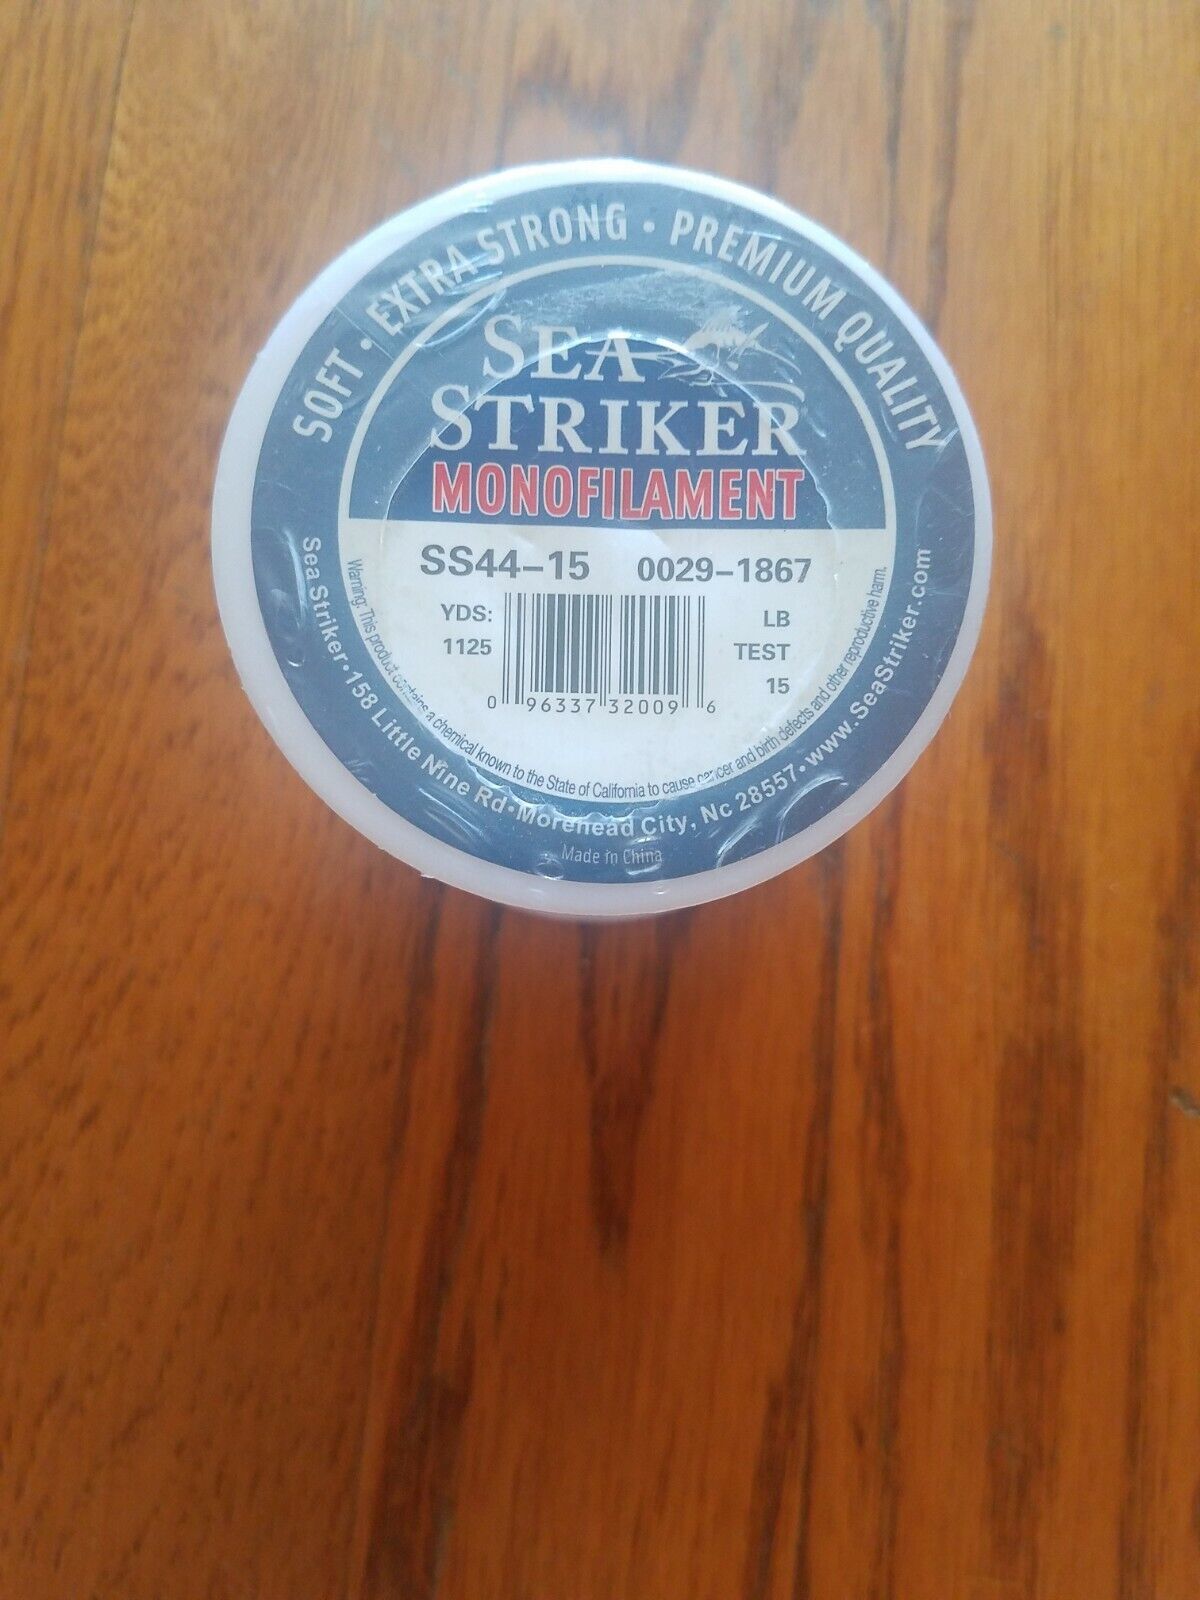 SOFT • EXTRA STRONG • PREMIUM QUALITY
SEA
STRIKER
MONOFILAMENT
SS44-15 0029-1867
YDS:
1125
LB
TEST
15
0 96337 32009 6
Warning: This product contains a chemical known to the State of California to cause cancer and birth defects and other reproductive harm.
Sea Striker • 158 Little Nine Rd • Morehead City, Nc 28557 • www.SeaStriker.com
Made in China